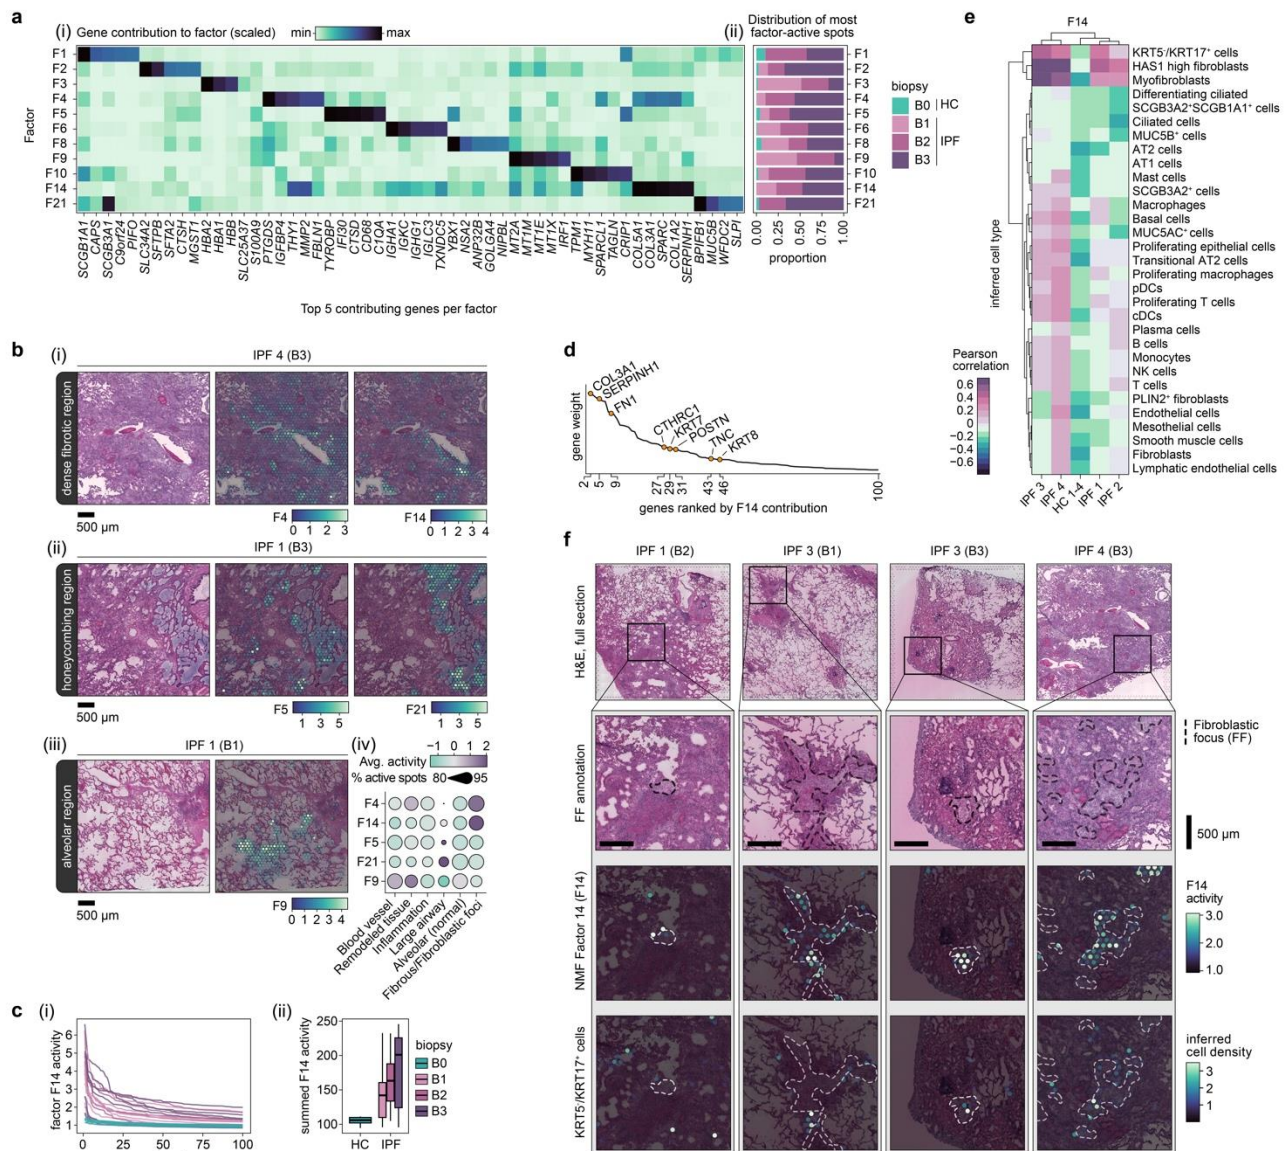 a
(i) Gene contribution to factor (scaled) min max
Factor
F1
F2
F3
F4
F5
F6
F8
F9
F10
F14
F21
SCGB1A1
CAPS
SCGB3A1
C9orf24
PIFO
SLC34A2
SFTPB
SFTA2
CTSH
MGST1
HBA2
HBA1
HBB
SLC25A37
S100A9
PTGDS
IGFBP4
THY1
MMP2
FBLN1
TYROBP
IFI30
CTSD
CD68
C1QA
IGHA1
IGKC
IGHG1
IGLC3
TXNDC5
YBX1
NSA2
ANP32B
GOLGA4
NIPBL
MT2A
MT1M
MT1E
MT1X
IRF1
TPM1
MYH11
SPARCL1
TAGLN
CRIP1
COL5A1
COL3A1
SPARC
COL1A2
SERPINH1
BPIFB1
MUC5B
WFDC2
SLPI
Top 5 contributing genes per factor
(ii) Distribution of most
factor-active spots
F1
F2
F3
F4
F5
F6
F8
F9
F10
F14
F21
0.00
0.25
0.50
0.75
1.00
proportion
biopsy
B0 HC
B1
B2 IPF
B3
b
(i) IPF 4 (B3)
dense fibrotic region
500 µm
F4
0 1 2 3
F14
0 1 2 3 4
(ii) IPF 1 (B3)
honeycombing region
500 µm
F5
1 3 5
F21
1 3 5
(iii) IPF 1 (B1)
alveolar region
500 µm
F9
0 1 2 3 4
(iv)
−1 0 1 2
Avg. activity
% active spots 80 95
F4
F14
F5
F21
F9
Blood vessel
Remodeled tissue
Inflammation
Large airway
Alveolar (normal)
Fibrous/Fibroblastic foci
c
(i)
factor F14 activity
6
5
4
3
2
1
0 25 50 75 100
(ii)
summed F14 activity
250
200
150
100
HC IPF
biopsy
B0
B1
B2
B3
d
gene weight
COL3A1
SERPINH1
FN1
CTHRC1
KRT7
POSTN
TNC
KRT8
2
5
9
27
29
31
43
46
100
genes ranked by F14 contribution
e
F14
inferred cell type
KRT5⁻/KRT17⁺ cells
HAS1 high fibroblasts
Myofibroblasts
Differentiating ciliated
SCGB3A2⁺SCGB1A1⁺ cells
Ciliated cells
MUC5B⁺ cells
AT2 cells
AT1 cells
Mast cells
SCGB3A2⁺ cells
Macrophages
Basal cells
MUC5AC⁺ cells
Proliferating epithelial cells
Transitional AT2 cells
Proliferating macrophages
pDCs
Proliferating T cells
cDCs
Plasma cells
B cells
Monocytes
NK cells
T cells
PLIN2⁺ fibroblasts
Endothelial cells
Mesothelial cells
Smooth muscle cells
Fibroblasts
Lymphatic endothelial cells
IPF 3
IPF 4
HC 1-4
IPF 1
IPF 2
Pearson
correlation
0.6
0.4
0.2
0
−0.2
−0.4
−0.6
f
IPF 1 (B2) IPF 3 (B1) IPF 3 (B3) IPF 4 (B3)
H&E, full section
FF annotation
Fibroblastic
focus (FF)
500 µm
NMF Factor 14 (F14)
F14
activity
3.0
2.0
1.0
KRT5⁻/KRT17⁺ cells
inferred
cell density
3
2
1